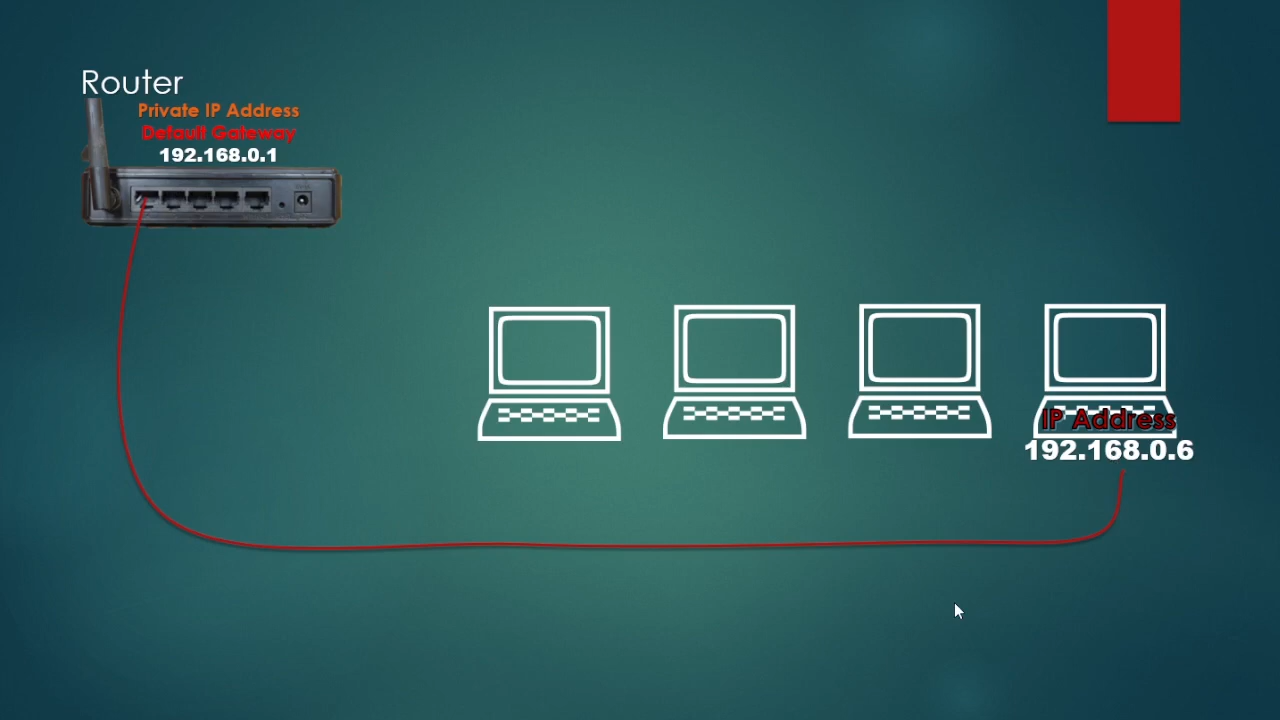 Router
Private IP Address
Default Gateway
192.168.0.1
IP Address
192.168.0.6